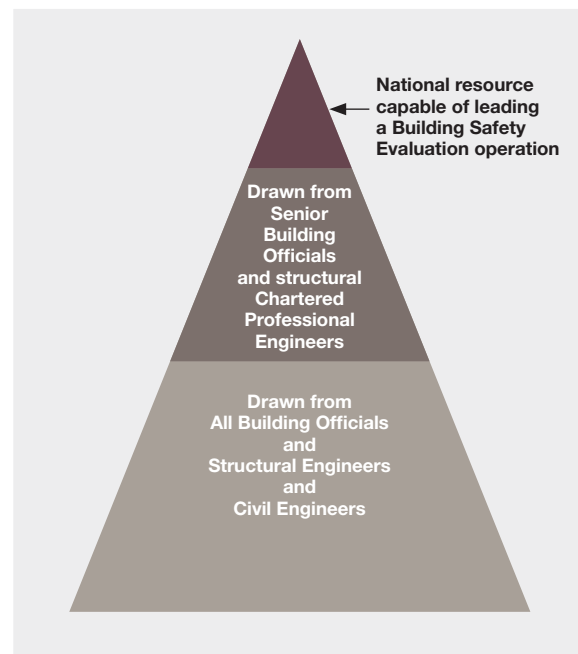 National resource
capable of leading
a Building Safety
Evaluation operation
Drawn from
Senior
Building
Officials
and structural
Chartered
Professional
Engineers
Drawn from
All Building Officials
and
Structural Engineers
and
Civil Engineers